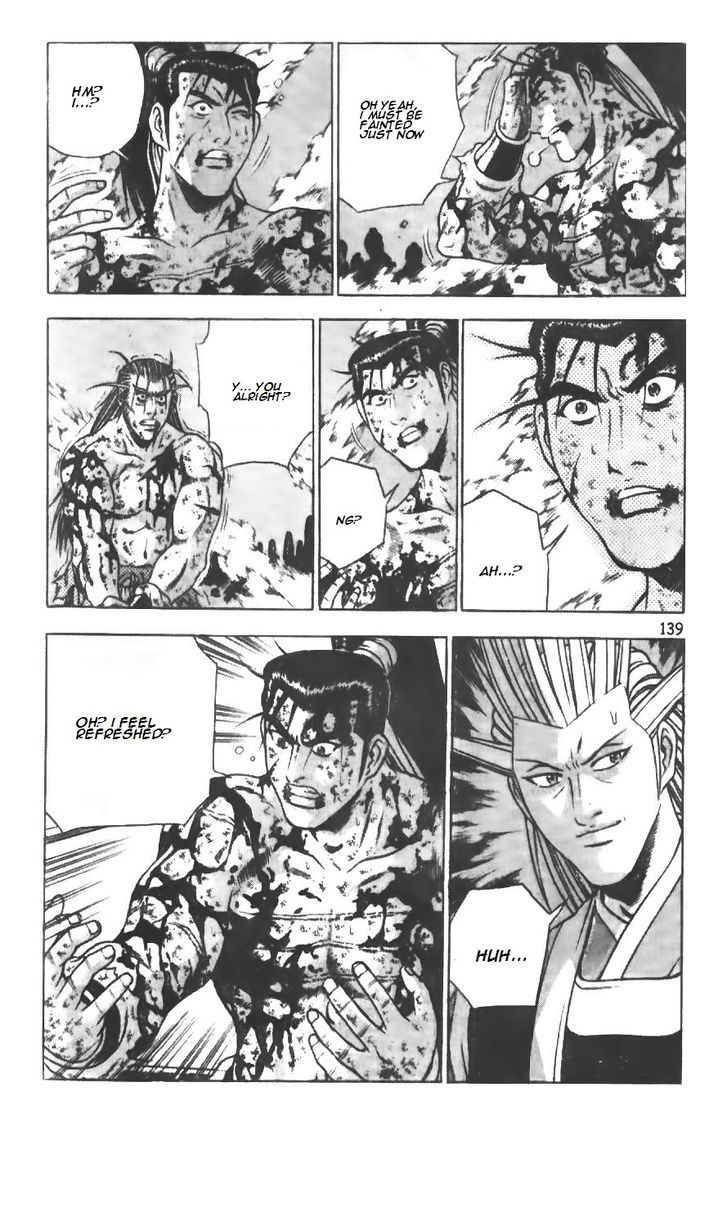 HM?
I...?
OH YEAH,
I MUST BE
FAINTED
JUST NOW
Y... YOU
ALRIGHT?
NG?
AH...?
139
OH? I FEEL
REFRESHED?
HUH...